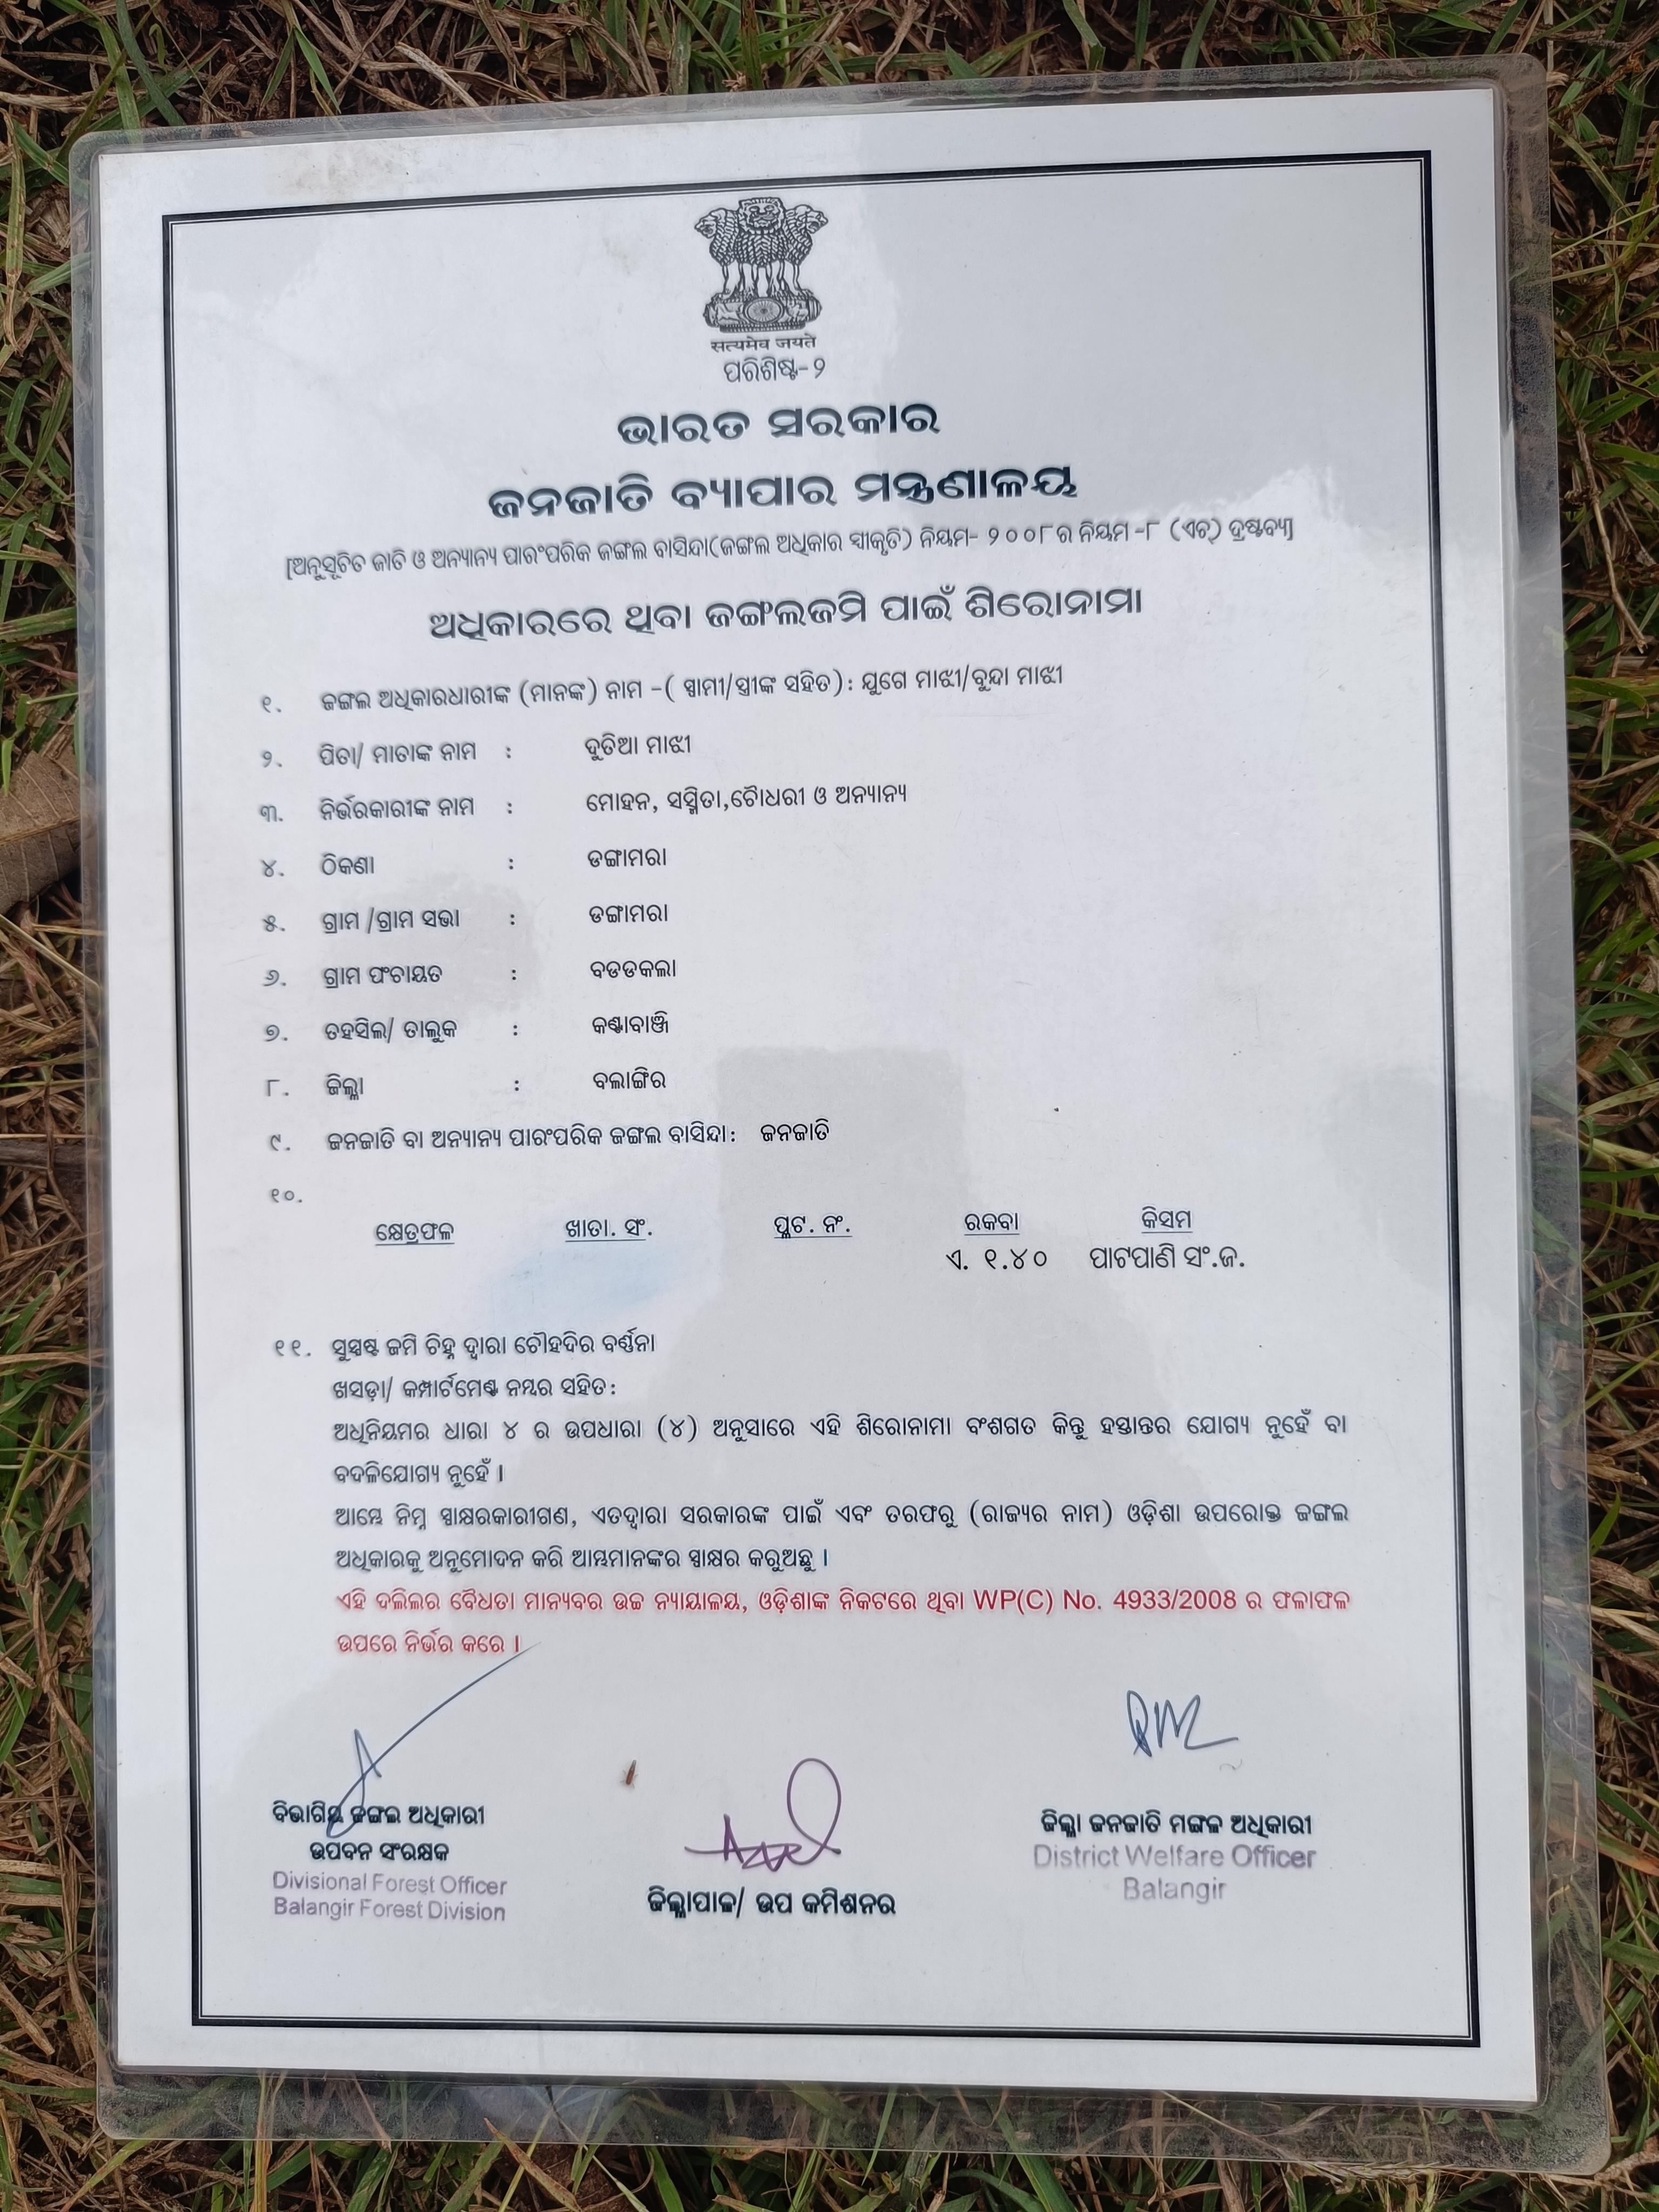 सत्यमेव जयते
ପରିଶିଷ୍ଟ-୨
ଭାରତ ସରକାର
ଜନଜାତି ବ୍ୟାପାର ମନ୍ତ୍ରଣାଳୟ
[ଅନୁସୂଚିତ ଜାତି ଓ ଅନ୍ୟାନ୍ୟ ପାରଂପରିକ ଜଙ୍ଗଲ ବାସିନ୍ଦା(ଜଙ୍ଗଲ ଅଧିକାର ସ୍ୱୀକୃତି) ନିୟମ- ୨୦୦୮ର ନିୟମ -୮ (ଏଚ୍) ଦ୍ରଷ୍ଟବ୍ୟ]
ଅଧିକାରରେ ଥିବା ଜଙ୍ଗଲଜମି ପାଇଁ ଶିରୋନାମା
୧. ଜଙ୍ଗଲ ଅଧିକାରଧାରୀଙ୍କ (ମାନଙ୍କ) ନାମ -( ସ୍ୱାମୀ/ସ୍ତ୍ରୀଙ୍କ ସହିତ): ଯୁଗେ ମାଝୀ/ବୁନ୍ଦା ମାଝୀ
୨. ପିତା/ ମାତାଙ୍କ ନାମ : ଦୁତିଆ ମାଝୀ
୩. ନିର୍ଭରକାରୀଙ୍କ ନାମ : ମୋହନ, ସସ୍ମିତା,ଚୈାଧରୀ ଓ ଅନ୍ୟାନ୍ୟ
୪. ଠିକଣା : ଡଙ୍ଗାମରା
୫. ଗ୍ରାମ /ଗ୍ରାମ ସଭା : ଡଙ୍ଗାମରା
୬. ଗ୍ରାମ ପଂଚାୟତ : ବଡଡକଲା
୭. ତହସିଲ/ ତାଲୁକ : କଣ୍ଟାବାଞ୍ଜି
୮. ଜିଲ୍ଲା : ବଲାଙ୍ଗିର
୯. ଜନଜାତି ବା ଅନ୍ୟାନ୍ୟ ପାରଂପରିକ ଜଙ୍ଗଲ ବାସିନ୍ଦା: ଜନଜାତି
୧୦.
କ୍ଷେତ୍ରଫଳ ଖାତା. ସଂ. ପ୍ଲଟ. ନଂ. ରକବା କିସମ
ଏ. ୧.୪୦ ପାଟପାଣି ସଂ.ଜ.
୧୧. ସୁସ୍ପଷ୍ଟ ଜମି ଚିହ୍ନ ଦ୍ୱାରା ଚୌହଦିର ବର୍ଣ୍ଣନା
ଖସଡ଼ା/ କମ୍ପାର୍ଟମେଣ୍ଟ ନମ୍ବର ସହିତ:
ଅଧିନିୟମର ଧାରା ୪ ର ଉପଧାରା (୪) ଅନୁସାରେ ଏହି ଶିରୋନାମା ବଂଶଗତ କିନ୍ତୁ ହସ୍ତାନ୍ତର ଯୋଗ୍ୟ ନୁହେଁ ବା
ବଦଳିଯୋଗ୍ୟ ନୁହେଁ ।
ଆମ୍ଭେ ନିମ୍ନ ସ୍ୱାକ୍ଷରକାରୀଗଣ, ଏତଦ୍ୱାରା ସରକାରଙ୍କ ପାଇଁ ଏବଂ ତରଫରୁ (ରାଜ୍ୟର ନାମ) ଓଡ଼ିଶା ଉପରୋକ୍ତ ଜଙ୍ଗଲ
ଅଧିକାରକୁ ଅନୁମୋଦନ କରି ଆମ୍ଭମାନଙ୍କର ସ୍ୱାକ୍ଷର କରୁଅଛୁ ।
ଏହି ଦଲିଲର ବୈଧତା ମାନ୍ୟବର ଉଚ୍ଚ ନ୍ୟାୟାଳୟ, ଓଡ଼ିଶାଙ୍କ ନିକଟରେ ଥିବା WP(C) No. 4933/2008 ର ଫଳାଫଳ
ଉପରେ ନିର୍ଭର କରେ ।
ବିଭାଗିୟ ଜଙ୍ଗଲ ଅଧିକାରୀ
ଉପବନ ସଂରକ୍ଷକ
Divisional Forest Officer
Balangir Forest Division
ଜିଲ୍ଲାପାଳ/ ଉପ କମିଶନର
ଜିଲ୍ଲା ଜନଜାତି ମଙ୍ଗଳ ଅଧିକାରୀ
District Welfare Officer
Balangir